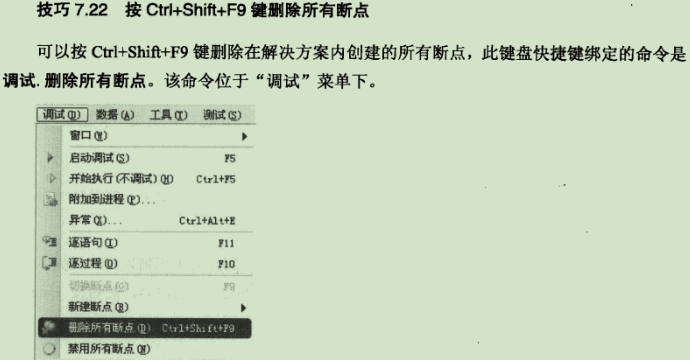 技巧 7.22 按 Ctrl+Shift+F9 键删除所有断点
可以按 Ctrl+Shift+F9 键删除在解决方案内创建的所有断点，此键盘快捷键绑定的命令是
调试.删除所有断点。该命令位于“调试”菜单下。
调试(D) 数据(A) 工具(T) 测试(S)
窗口(W)
启动调试(S) F5
开始执行(不调试)(H) Ctrl+F5
附加到进程(P)...
异常(X)... Ctrl+Alt+E
逐语句(I) F11
逐过程(O) F10
切换断点(G) F9
新建断点(B)
删除所有断点(D) Ctrl+Shift+F9
禁用所有断点(N)